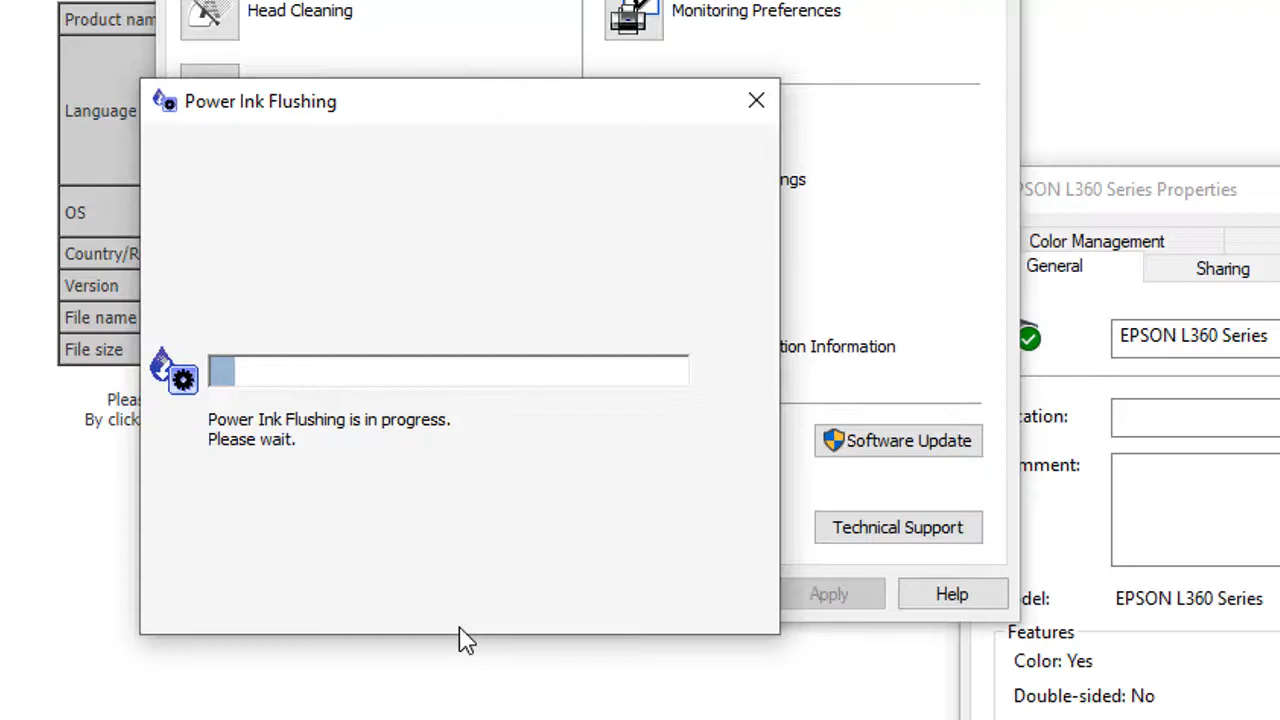 Product nam
Head Cleaning
Monitoring Preferences
Language
Power Ink Flushing
ngs
EPSON L360 Series Properties
OS
Color Management
Country/R
General
Sharing
Version
File name
EPSON L360 Series
File size
tion Information
Plea
By click
Power Ink Flushing is in progress.
Please wait.
cation:
Software Update
mment:
Technical Support
Apply
Help
del:
EPSON L360 Series
Features
Color: Yes
Double-sided: No